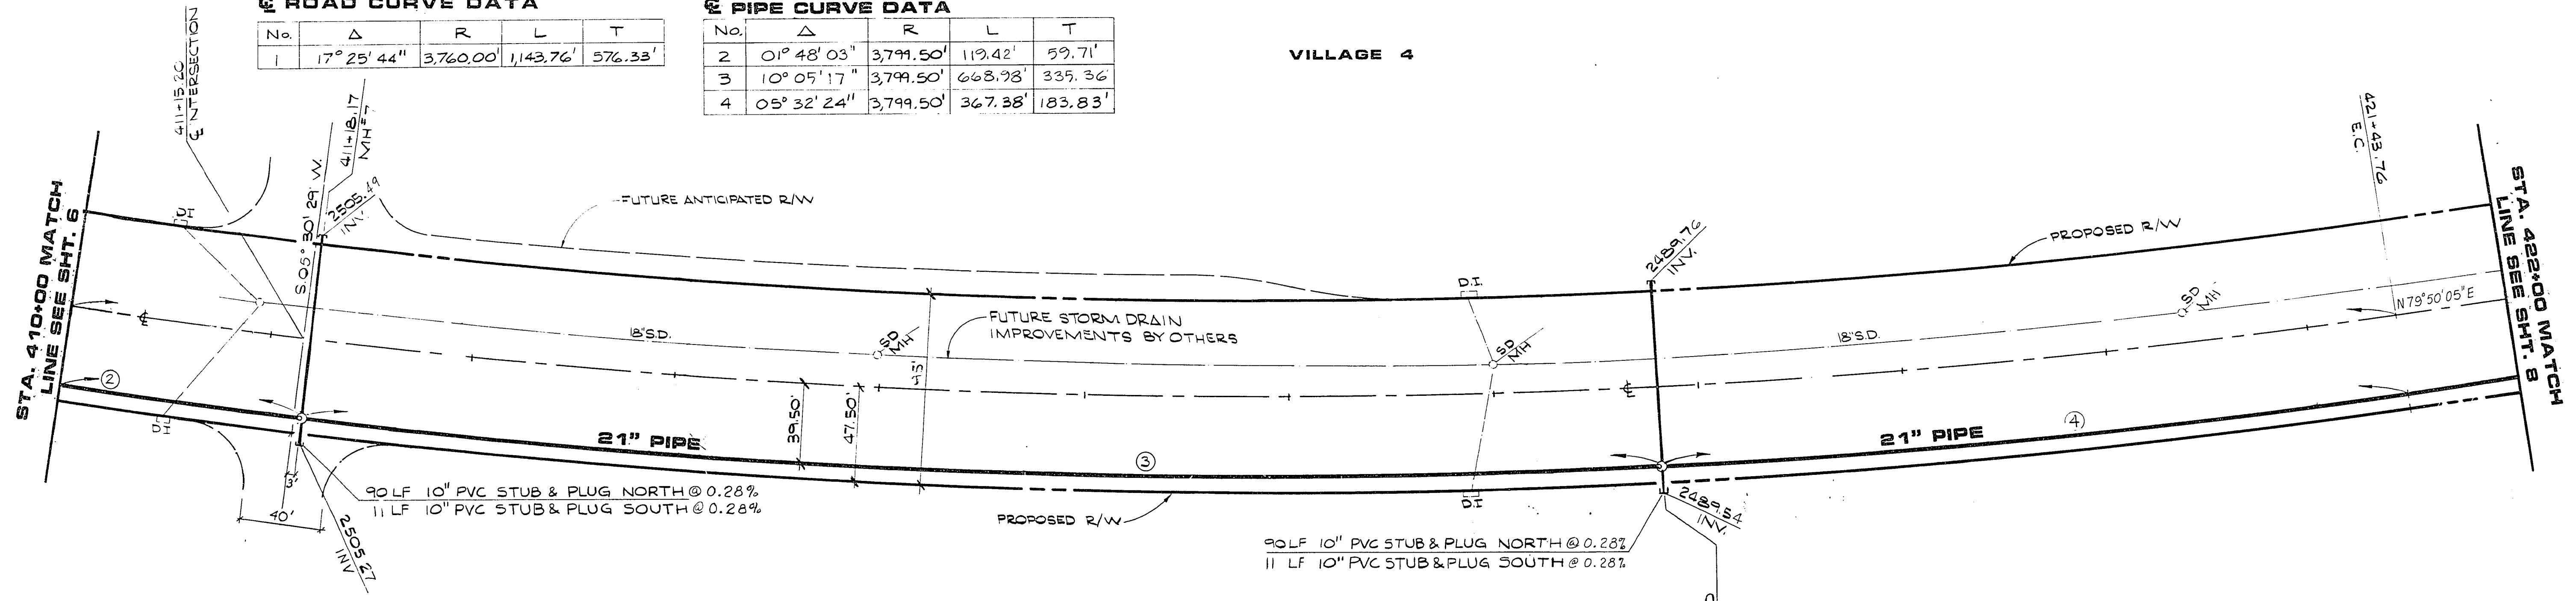 ℄ ROAD CURVE DATA
No. Δ R L T
1 17° 25' 44" 3,760.00' 1,143.76' 576.33'
℄ PIPE CURVE DATA
No. Δ R L T
2 01° 48' 03" 3,799.50' 119.42' 59.71'
3 10° 05' 17" 3,799.50' 668.98' 335.36
4 05° 32' 24" 3,799.50' 367.38' 183.83'
VILLAGE 4
411+15.20
℄ INTERSECTION
411+18.17
MH#7
S. 05° 30' 29" W.
2505.49
INV.
421+43.76
E.C.
STA. 410+00 MATCH
LINE SEE SHT. 6
DI
FUTURE ANTICIPATED R/W
2489.76
INV.
D.I.
PROPOSED R/W
STA. 422+00 MATCH
LINE SEE SHT. 8
N 79° 50' 05" E
℄
18" S.D.
SD
MH
FUTURE STORM DRAIN
IMPROVEMENTS BY OTHERS
SD
MH
18" S.D.
SD
MH
℄
2
DI
39.50'
47.50'
21" PIPE
3
21" PIPE
4
3'
40'
90 LF 10" PVC STUB & PLUG NORTH @ 0.28%
11 LF 10" PVC STUB & PLUG SOUTH @ 0.28%
2505.27
INV
PROPOSED R/W
D.I
2489.54
INV.
90 LF 10" PVC STUB & PLUG NORTH @ 0.28%
11 LF 10" PVC STUB & PLUG SOUTH @ 0.28%